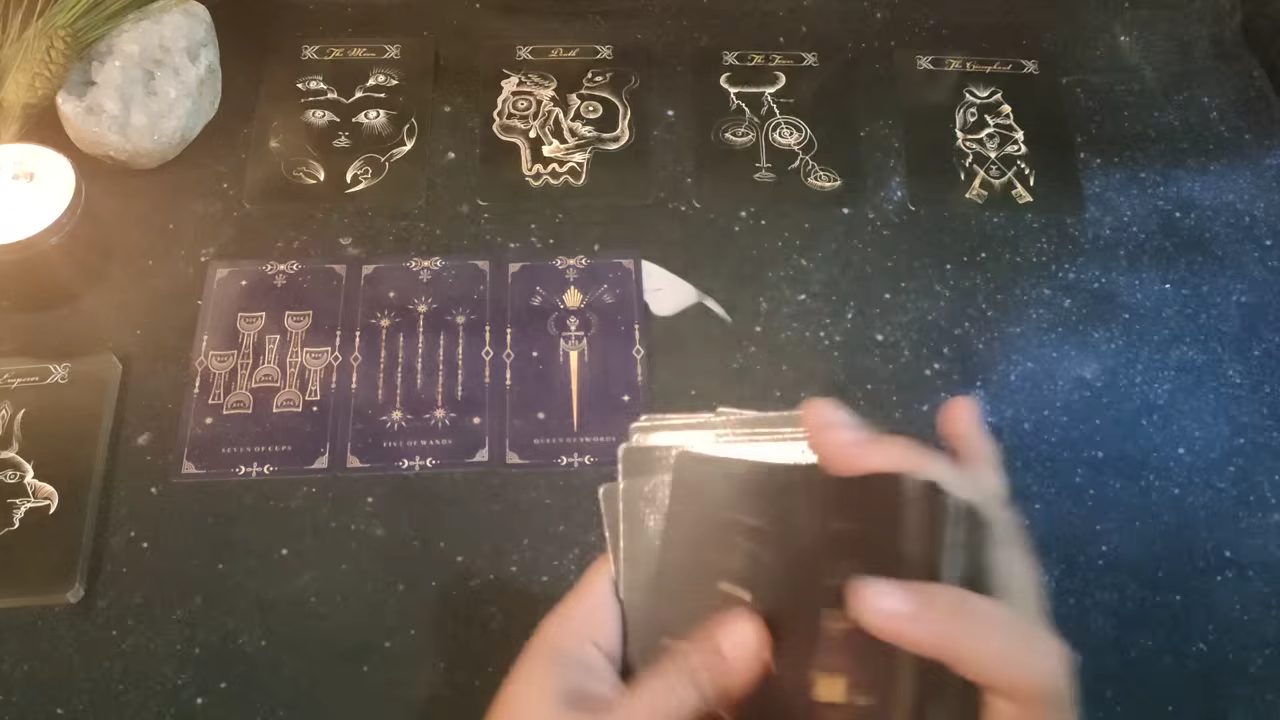 The Moon
Death
The Tower
The Hierophant
Emperor
SEVEN OF CUPS
FIVE OF WANDS
QUEEN OF SWORDS